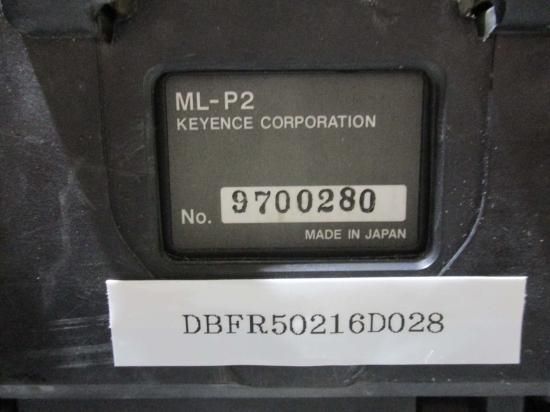 ML-P2
KEYENCE CORPORATION
No. 9700280
MADE IN JAPAN
DBFR50216D028